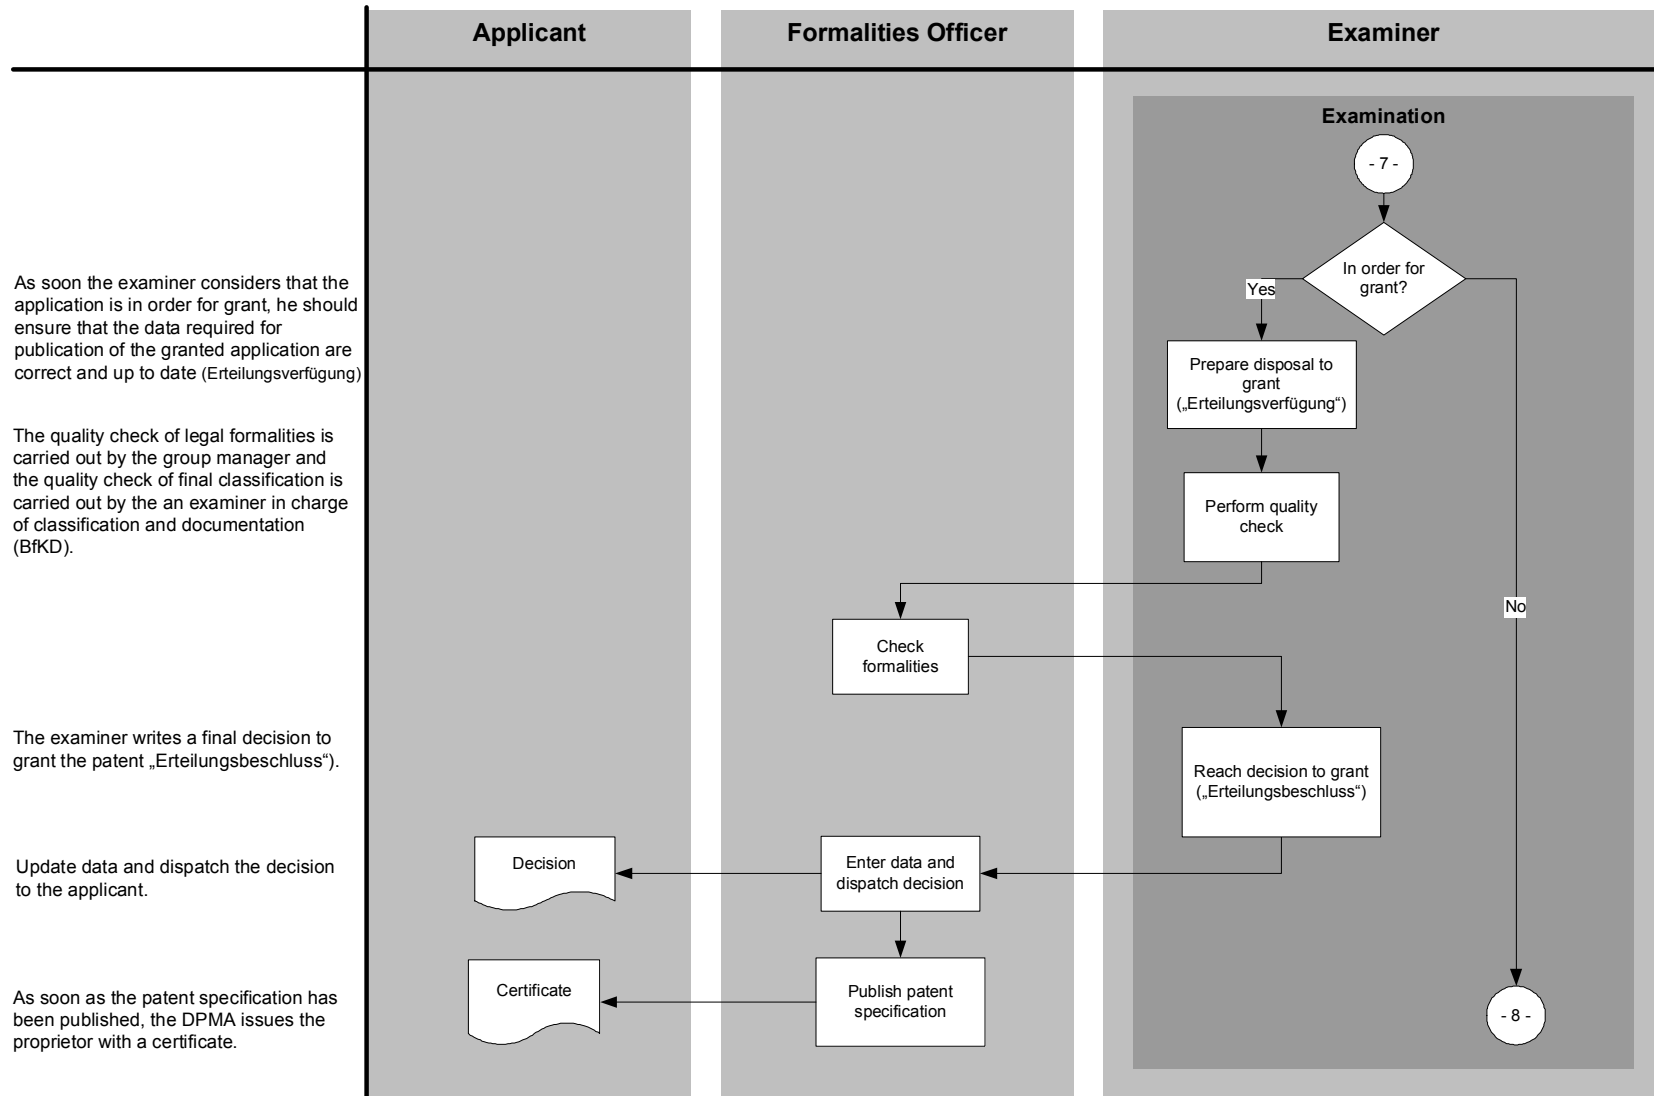 Applicant
Formalities Officer
Examiner
Examination
- 7 -
In order for
grant?
Yes
As soon the examiner considers that the
application is in order for grant, he should
ensure that the data required for
publication of the granted application are
correct and up to date (Erteilungsverfügung)
Prepare disposal to
grant
(„Erteilungsverfügung“)
The quality check of legal formalities is
carried out by the group manager and
the quality check of final classification is
carried out by the an examiner in charge
of classification and documentation
(BfKD).
Perform quality
check
No
Check
formalities
The examiner writes a final decision to
grant the patent „Erteilungsbeschluss“).
Reach decision to grant
(„Erteilungsbeschluss“)
Update data and dispatch the decision
to the applicant.
Decision
Enter data and
dispatch decision
As soon as the patent specification has
been published, the DPMA issues the
proprietor with a certificate.
Certificate
Publish patent
specification
- 8 -